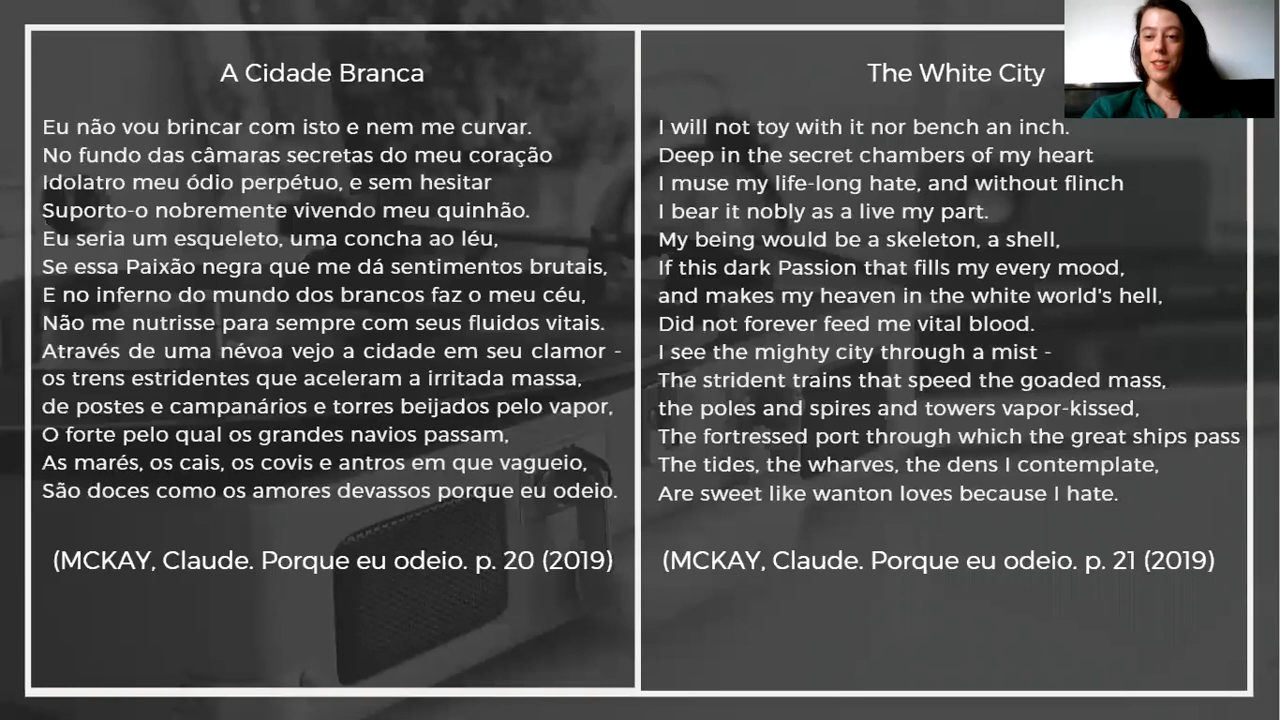 A Cidade Branca
Eu não vou brincar com isto e nem me curvar.
No fundo das câmaras secretas do meu coração
Idolatro meu ódio perpétuo, e sem hesitar
Suporto-o nobremente vivendo meu quinhão.
Eu seria um esqueleto, uma concha ao léu,
Se essa Paixão negra que me dá sentimentos brutais,
E no inferno do mundo dos brancos faz o meu céu,
Não me nutrisse para sempre com seus fluidos vitais.
Através de uma névoa vejo a cidade em seu clamor -
os trens estridentes que aceleram a irritada massa,
de postes e campanários e torres beijados pelo vapor,
O forte pelo qual os grandes navios passam,
As marés, os cais, os covis e antros em que vagueio,
São doces como os amores devassos porque eu odeio.
(MCKAY, Claude. Porque eu odeio. p. 20 (2019)
The White City
I will not toy with it nor bench an inch.
Deep in the secret chambers of my heart
I muse my life-long hate, and without flinch
I bear it nobly as a live my part.
My being would be a skeleton, a shell,
If this dark Passion that fills my every mood,
and makes my heaven in the white world's hell,
Did not forever feed me vital blood.
I see the mighty city through a mist -
The strident trains that speed the goaded mass,
the poles and spires and towers vapor-kissed,
The fortressed port through which the great ships pass
The tides, the wharves, the dens I contemplate,
Are sweet like wanton loves because I hate.
(MCKAY, Claude. Porque eu odeio. p. 21 (2019)